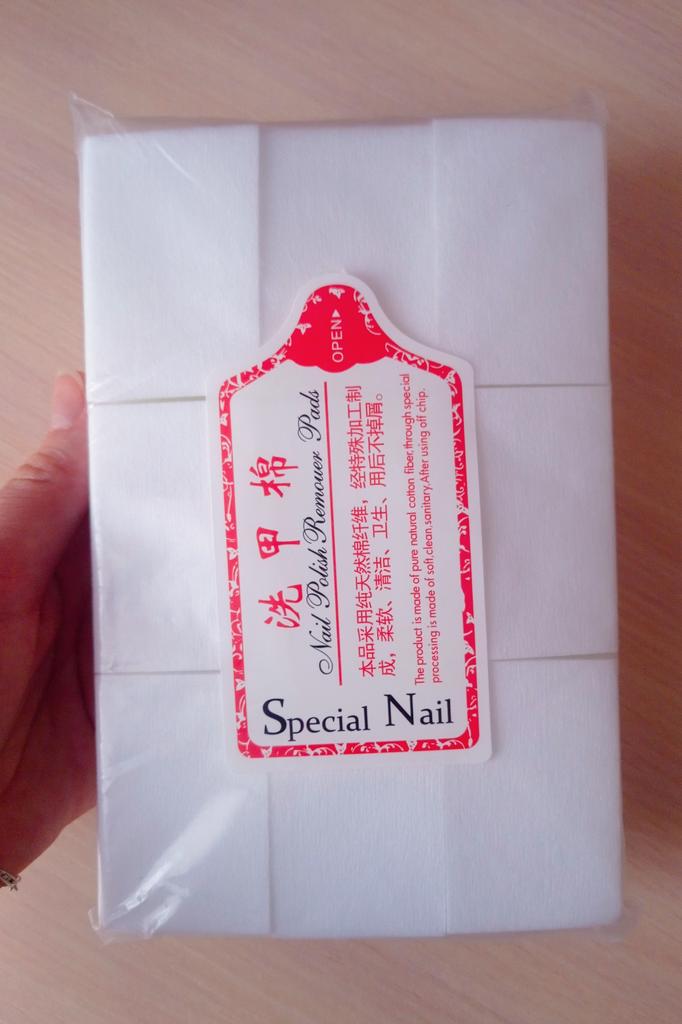 OPEN
洗甲棉
Nail Polish Remouer Pads
本品采用纯天然棉纤维，经特殊加工制
成，柔软、清洁、卫生、用后不掉屑。
The product is made of pure natural cotton fiber,through special
processing is made of soft,clean,sanitary.After using off chip.
Special Nail